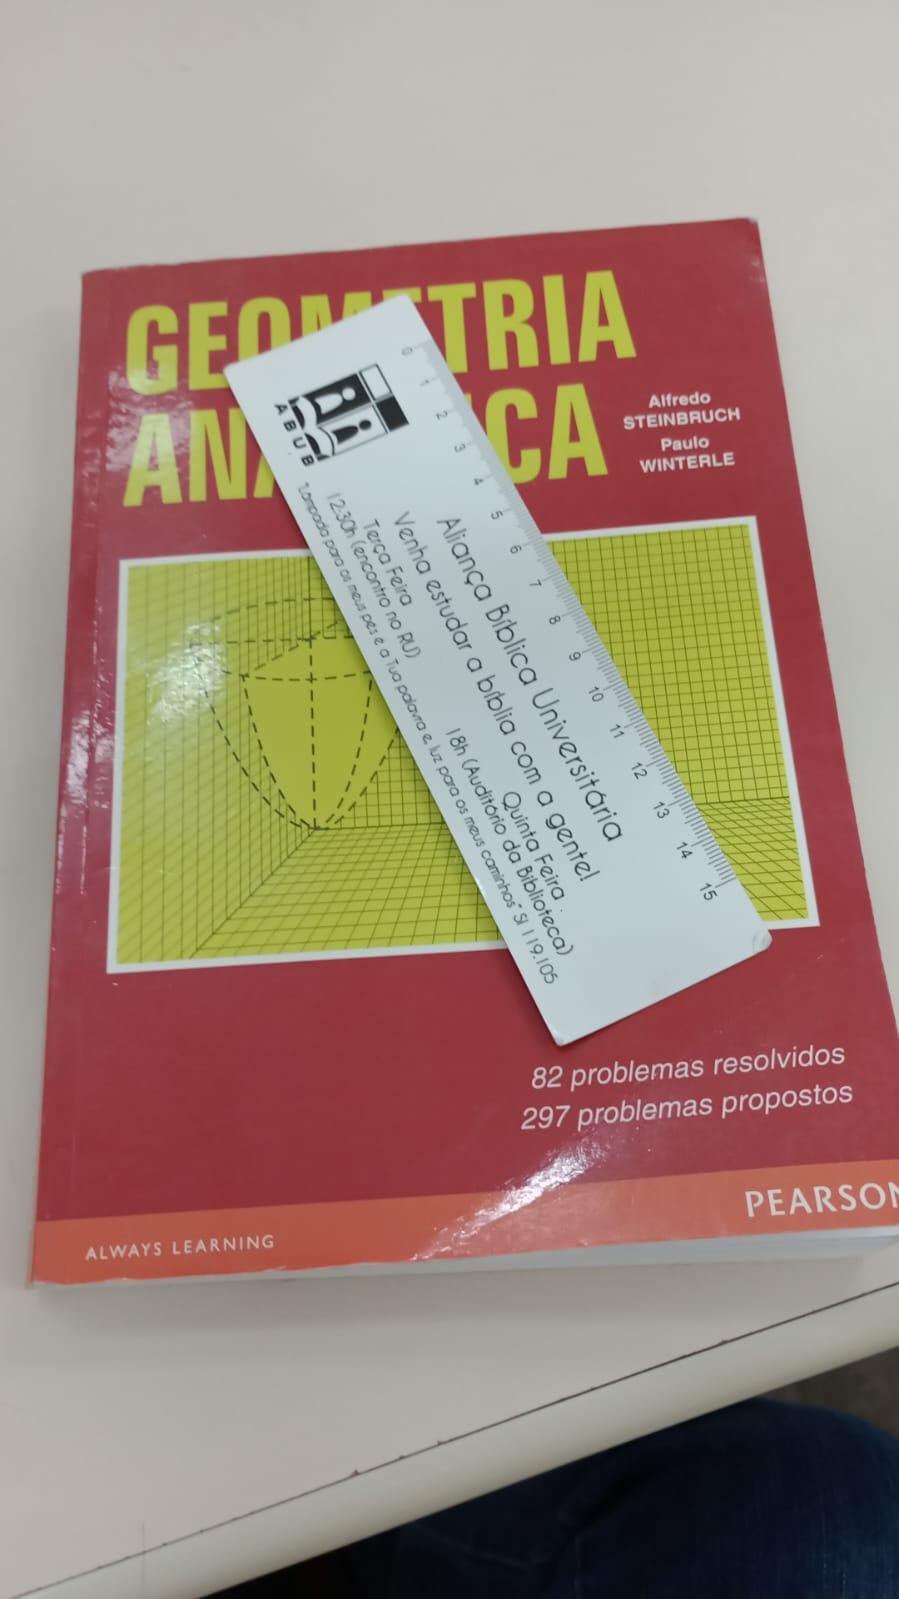 GEOMETRIA
ANALÍTICA
Alfredo
STEINBRUCH
Paulo
WINTERLE
ABUB
0 1 2 3 4 5 6 7 8 9 10 11 12 13 14 15
Aliança Bíblica Universitária
Venha estudar a bíblia com a gente!
Terça Feira
12:30h (encontro no RU)
Quinta Feira
18h (Auditório da Biblioteca)
"Lâmpada para os meus pés é a Tua palavra e, luz para os meus caminhos" Sl 119.105
82 problemas resolvidos
297 problemas propostos
ALWAYS LEARNING
PEARSON